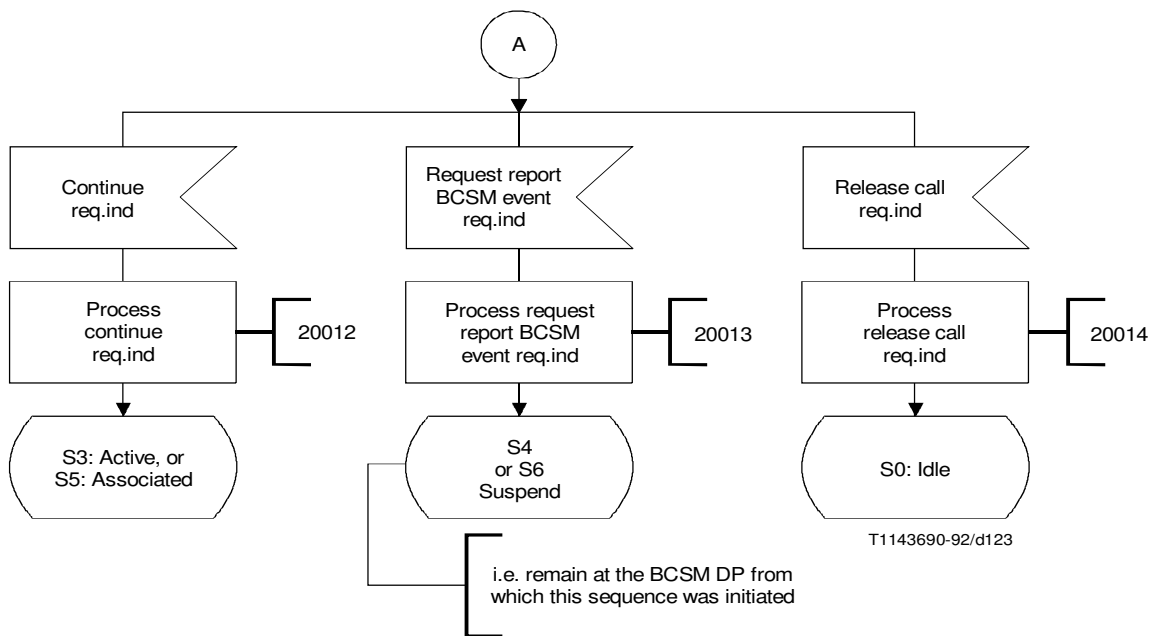 A
Continue
req.ind
Request report
BCSM event
req.ind
Release call
req.ind
Process
continue
req.ind
20012
Process request
report BCSM
event req.ind
20013
Process
release call
req.ind
20014
S3: Active, or
S5: Associated
S4
or S6
Suspend
S0: Idle
T1143690-92/d123
i.e. remain at the BCSM DP from
which this sequence was initiated